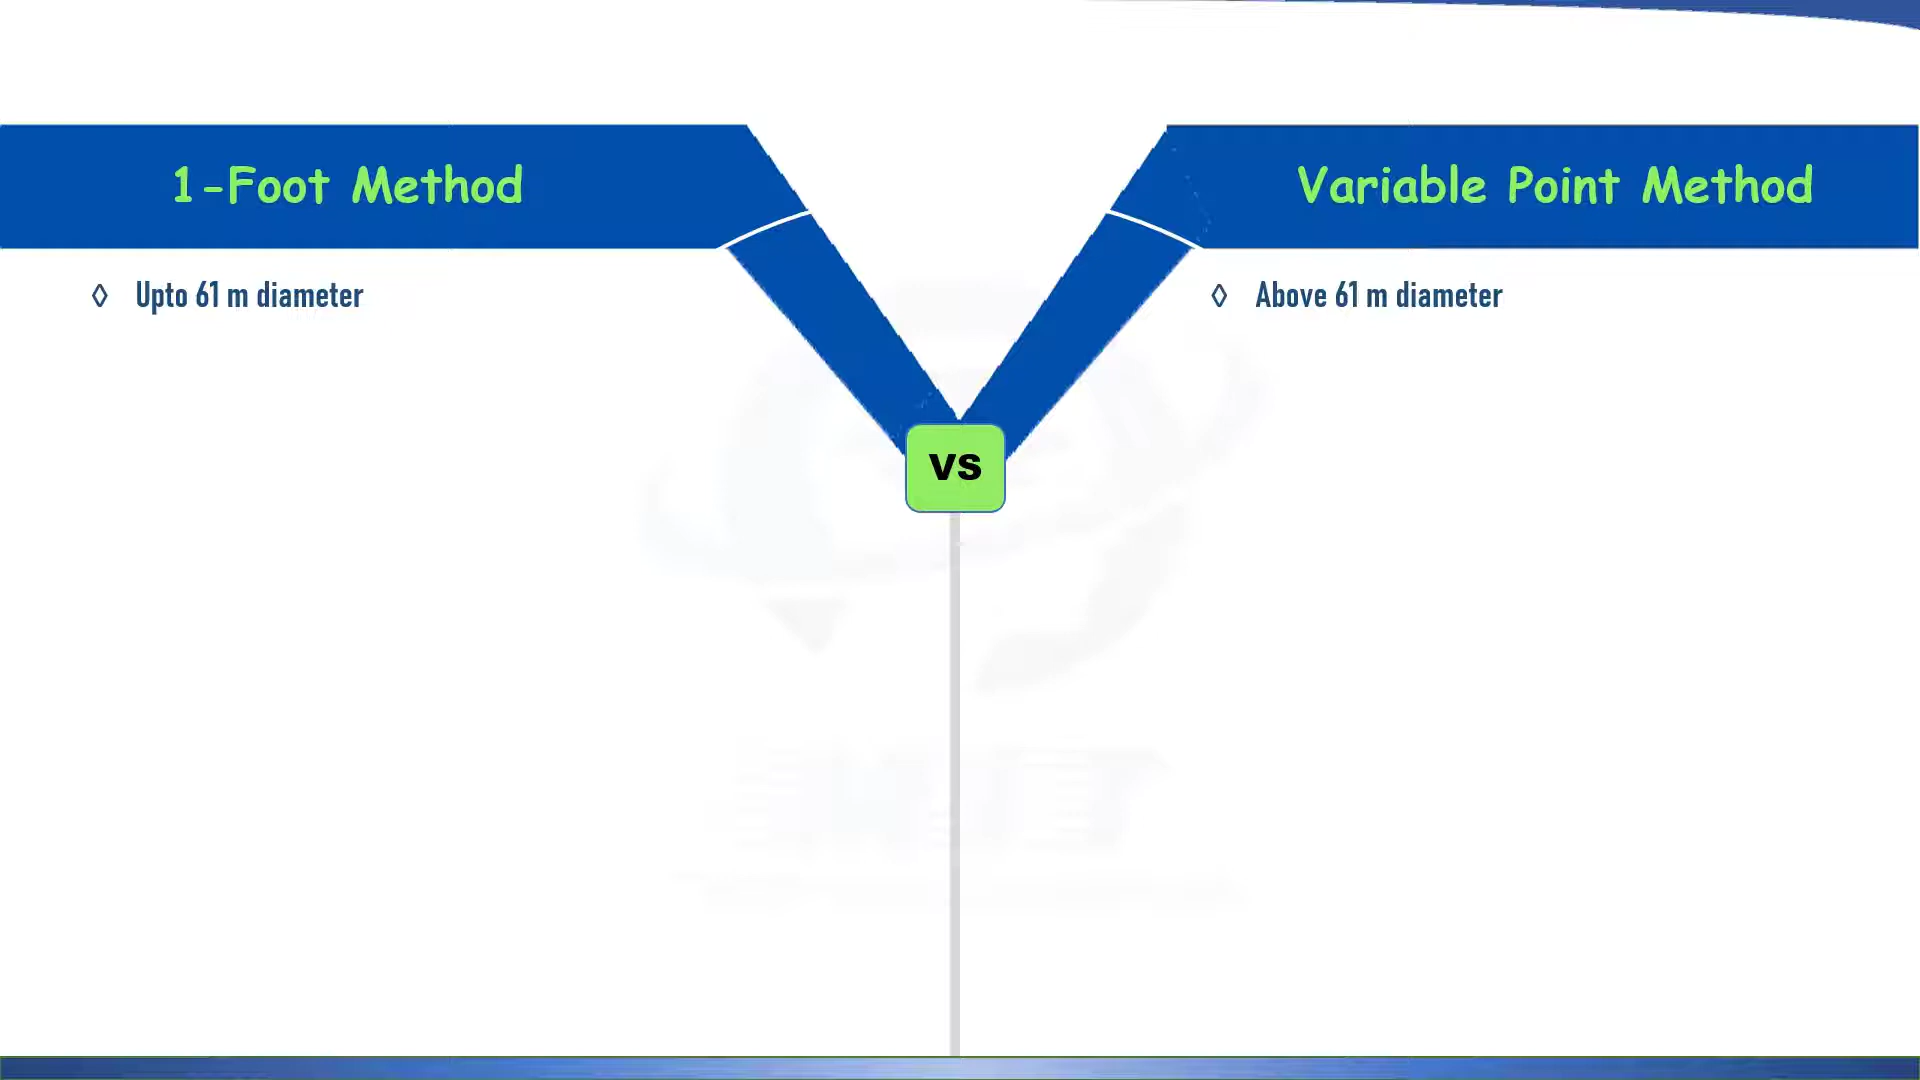 1-Foot Method
Variable Point Method
◊ Upto 61 m diameter
◊ Above 61 m diameter
VS